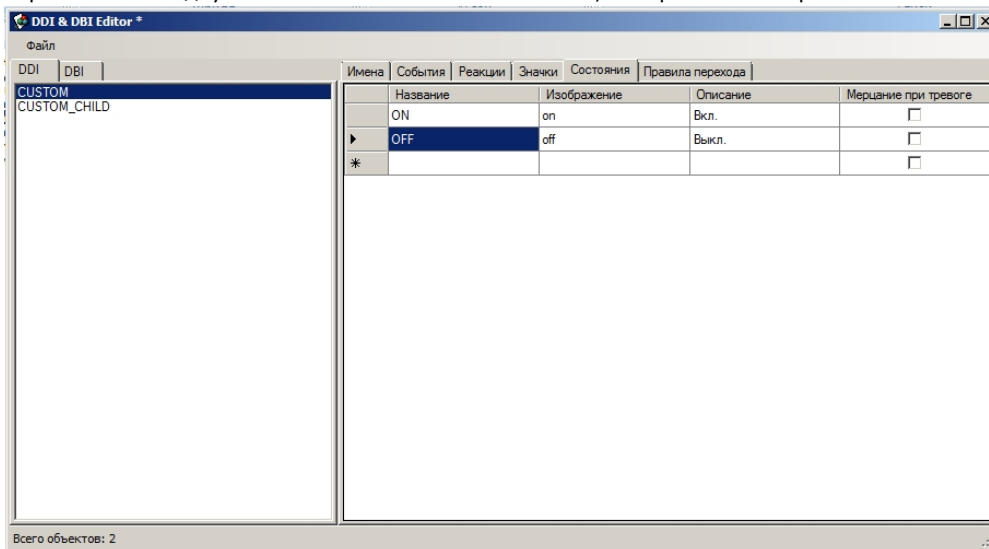 DDI & DBI Editor *
Файл
DDI DBI
CUSTOM
CUSTOM_CHILD
Имена События Реакции Значки Состояния Правила перехода
Название Изображение Описание Мерцание при тревоге
ON on Вкл.
OFF off Выкл.
Всего объектов: 2